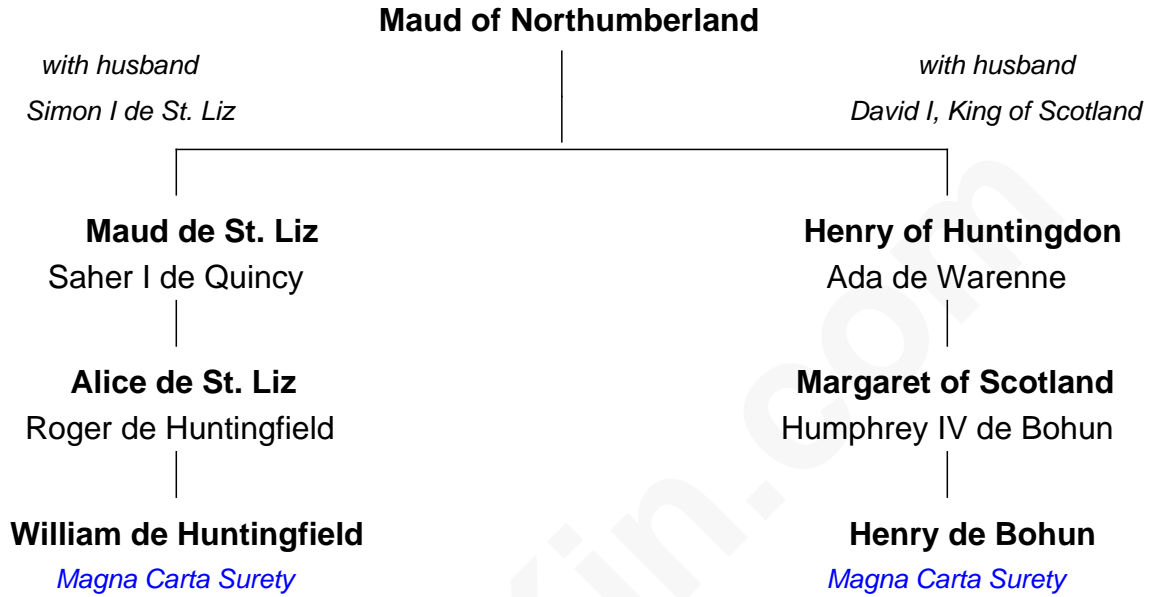 Maud of Northumberland
with husband
Simon I de St. Liz
with husband
David I, King of Scotland
Maud de St. Liz
Saher I de Quincy
Henry of Huntingdon
Ada de Warenne
Alice de St. Liz
Roger de Huntingfield
Margaret of Scotland
Humphrey IV de Bohun
William de Huntingfield
Magna Carta Surety
Henry de Bohun
Magna Carta Surety
Kin.com